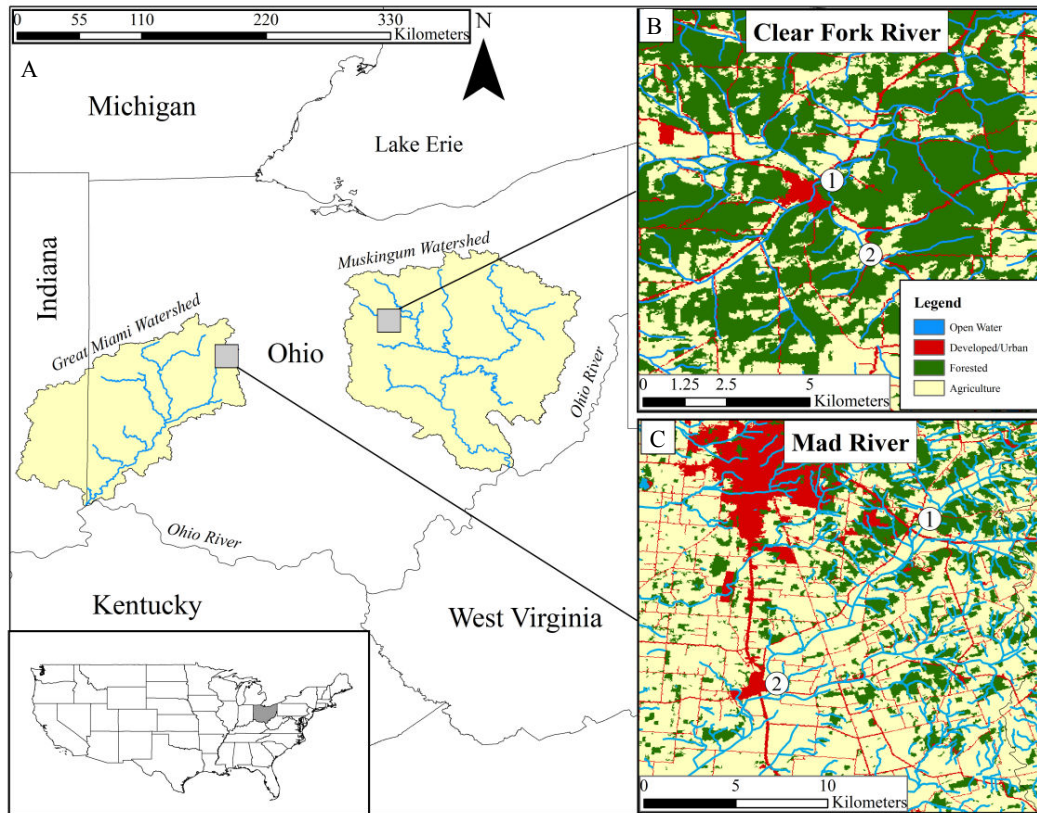 0 55 110 220 330
Kilometers
N
A
Michigan
Lake Erie
Indiana
Muskingum Watershed
Great Miami Watershed
Ohio
Ohio River
Ohio River
Kentucky
West Virginia
B
Clear Fork River
1
2
Legend
Open Water
Developed/Urban
Forested
Agriculture
0 1.25 2.5 5
Kilometers
C
Mad River
1
2
0 5 10
Kilometers